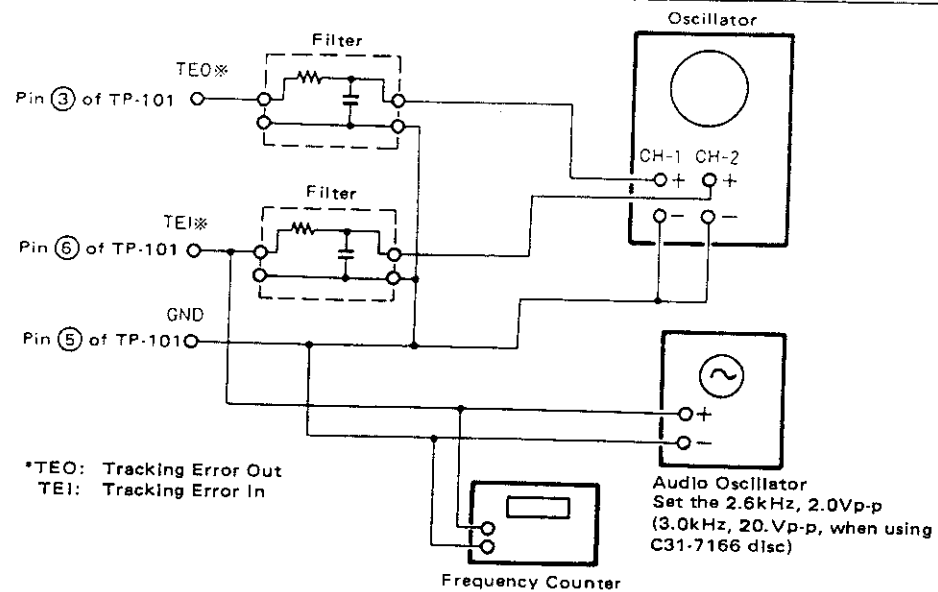 Oscillator
Filter
TEO※
Pin ③ of TP-101
CH-1 CH-2
+ +
− −
Filter
TEI※
Pin ⑥ of TP-101
GND
Pin ⑤ of TP-101
+
−
*TEO: Tracking Error Out
TEI: Tracking Error In
Audio Oscillator
Set the 2.6kHz, 2.0Vp-p
(3.0kHz, 20.Vp-p, when using
C31-7166 disc)
Frequency Counter